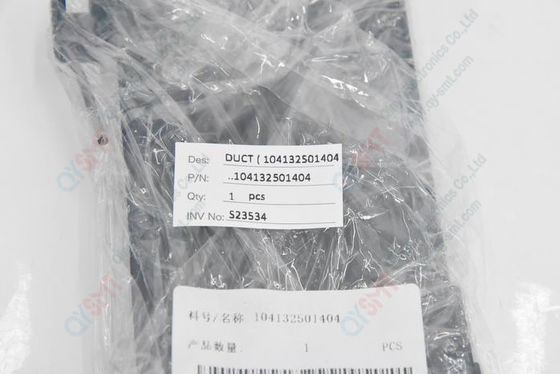 Des: DUCT ( 104132501404
P/N: ..104132501404
Qty: 1 pcs
INV No: S23534
料号/名称 104132501404
产品数量 1 PCS
QYSMT